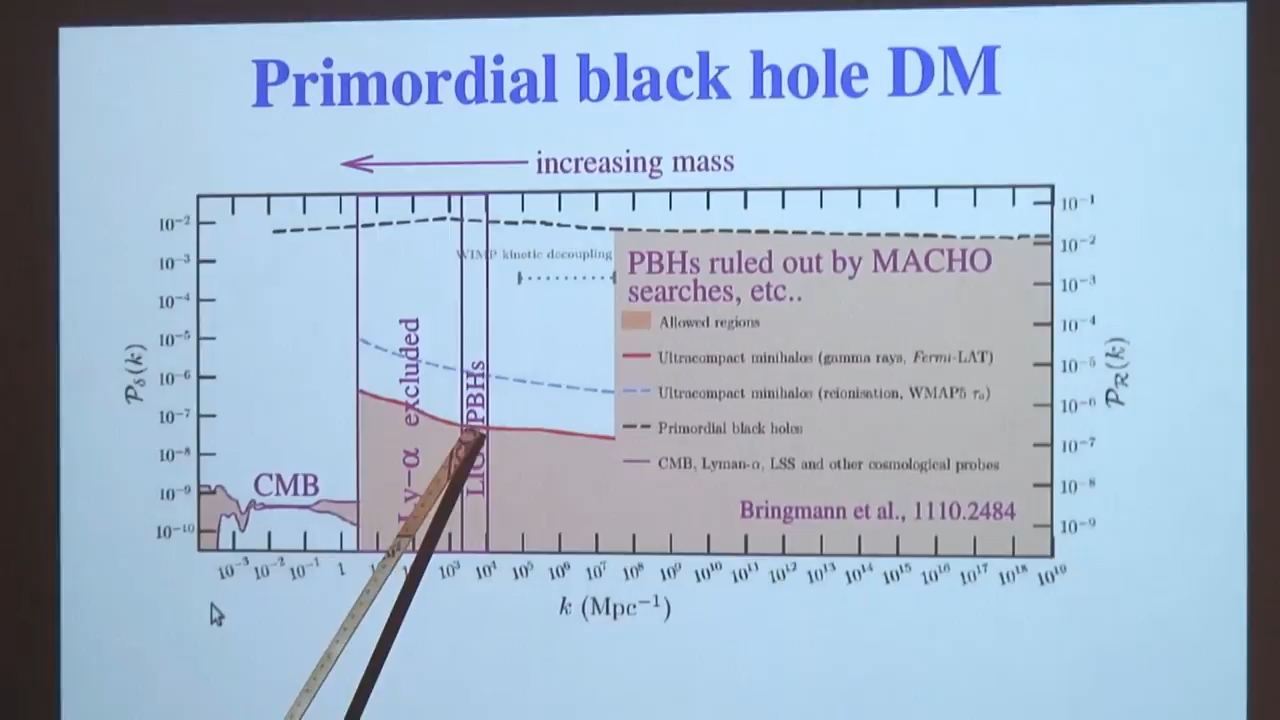 Primordial black hole DM
increasing mass
10⁻²
10⁻³
10⁻⁴
10⁻⁵
10⁻⁶
10⁻⁷
10⁻⁸
10⁻⁹
10⁻¹⁰
𝒫δ(k)
CMB
Ly−α excluded
PBHs
WIMP kinetic decoupling
PBHs ruled out by MACHO
searches, etc..
Allowed regions
Ultracompact minihalos (gamma rays, Fermi-LAT)
Ultracompact minihalos (reionisation, WMAP5 τₑ)
Primordial black holes
CMB, Lyman-α, LSS and other cosmological probes
Bringmann et al., 1110.2484
10⁻¹
10⁻²
10⁻³
10⁻⁴
10⁻⁵
10⁻⁶
10⁻⁷
10⁻⁸
10⁻⁹
𝒫ℛ(k)
10⁻³ 10⁻² 10⁻¹ 1 10³ 10⁴ 10⁵ 10⁶ 10⁷ 10⁸ 10⁹ 10¹⁰ 10¹¹ 10¹² 10¹³ 10¹⁴ 10¹⁵ 10¹⁶ 10¹⁷ 10¹⁸ 10¹⁹
k (Mpc⁻¹)